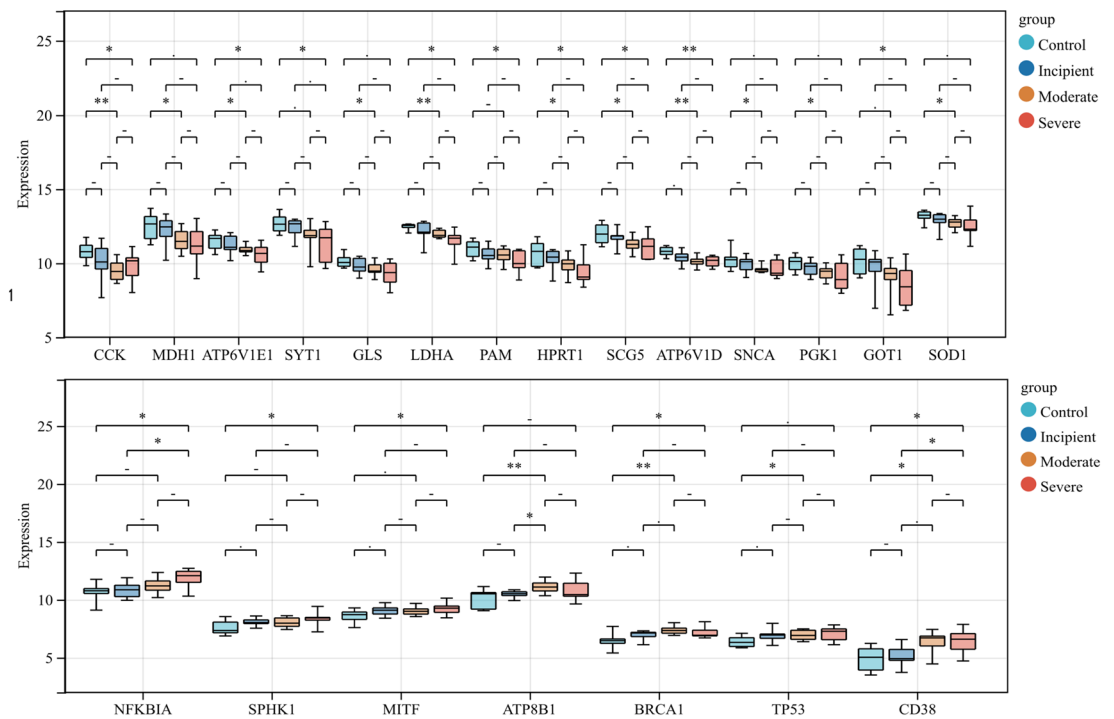 group
25
Control
Incipient
Moderate
Severe
20
15
10
5
Expression
* . * * . * * * * ** . . * .
- - - - - - - - - - - - - -
- - . . - - - - - - - - - -
** * * . * ** - * * ** * * . *
CCK MDH1 ATP6V1E1 SYT1 GLS LDHA PAM HPRT1 SCG5 ATP6V1D SNCA PGK1 GOT1 SOD1
1
group
25
Control
Incipient
Moderate
Severe
20
15
10
5
Expression
* * * - * . *
* - - - - - *
- - . ** ** * *
- - - - - - -
- - - * . - .
- . . - . . -
NFKBIA SPHK1 MITF ATP8B1 BRCA1 TP53 CD38